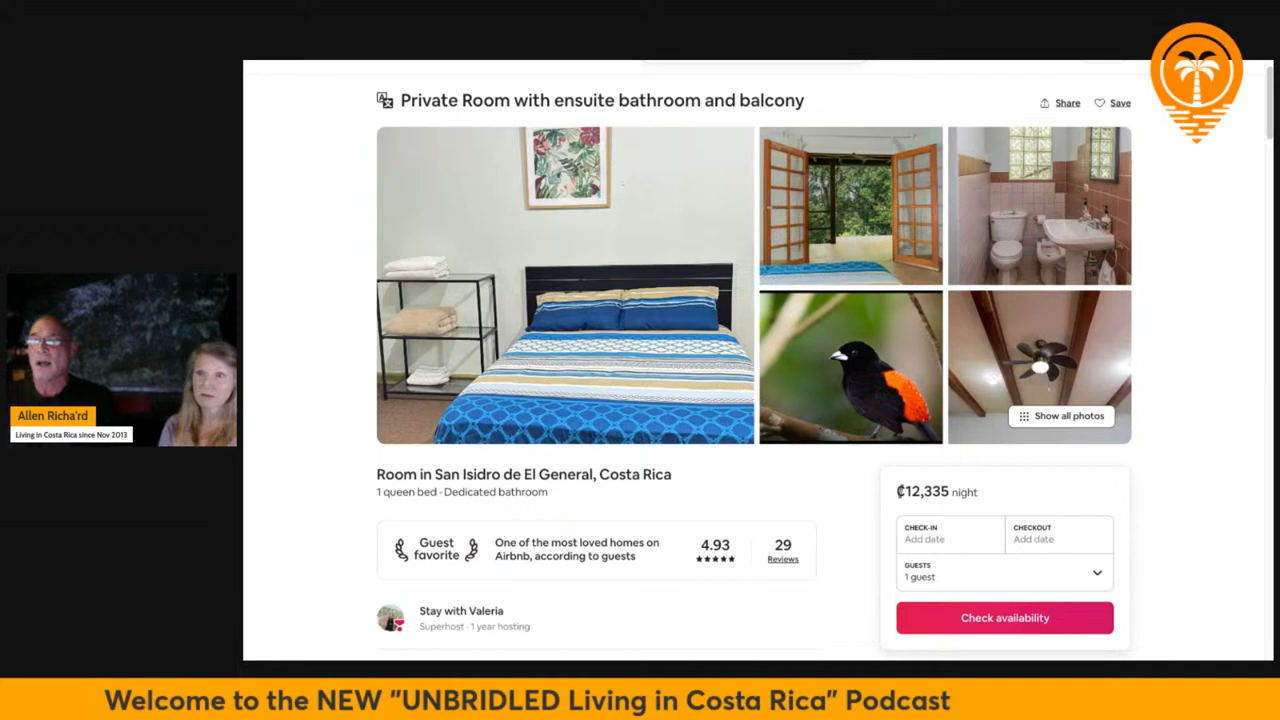 Private Room with ensuite bathroom and balcony
Share
Save
Show all photos
Allen Richa'rd
Living in Costa Rica since Nov 2013
Room in San Isidro de El General, Costa Rica
1 queen bed · Dedicated bathroom
Guest favorite
One of the most loved homes on
Airbnb, according to guests
4.93
29
Reviews
Stay with Valeria
Superhost · 1 year hosting
₡12,335 night
CHECK-IN
Add date
CHECKOUT
Add date
GUESTS
1 guest
Check availability
Welcome to the NEW "UNBRIDLED Living in Costa Rica" Podcast